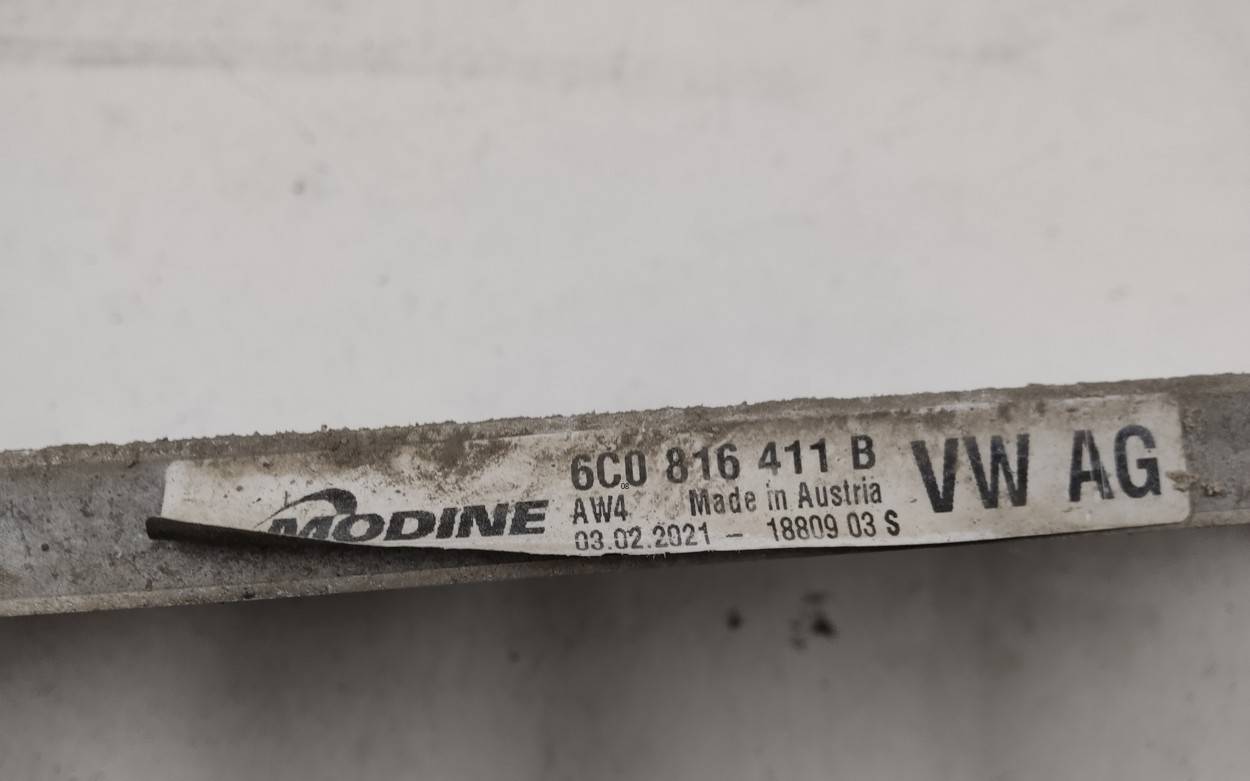 MODINE
6C0 816 411 B
AW4 Made in Austria
03.02.2021 – 18809 03 S
VW AG